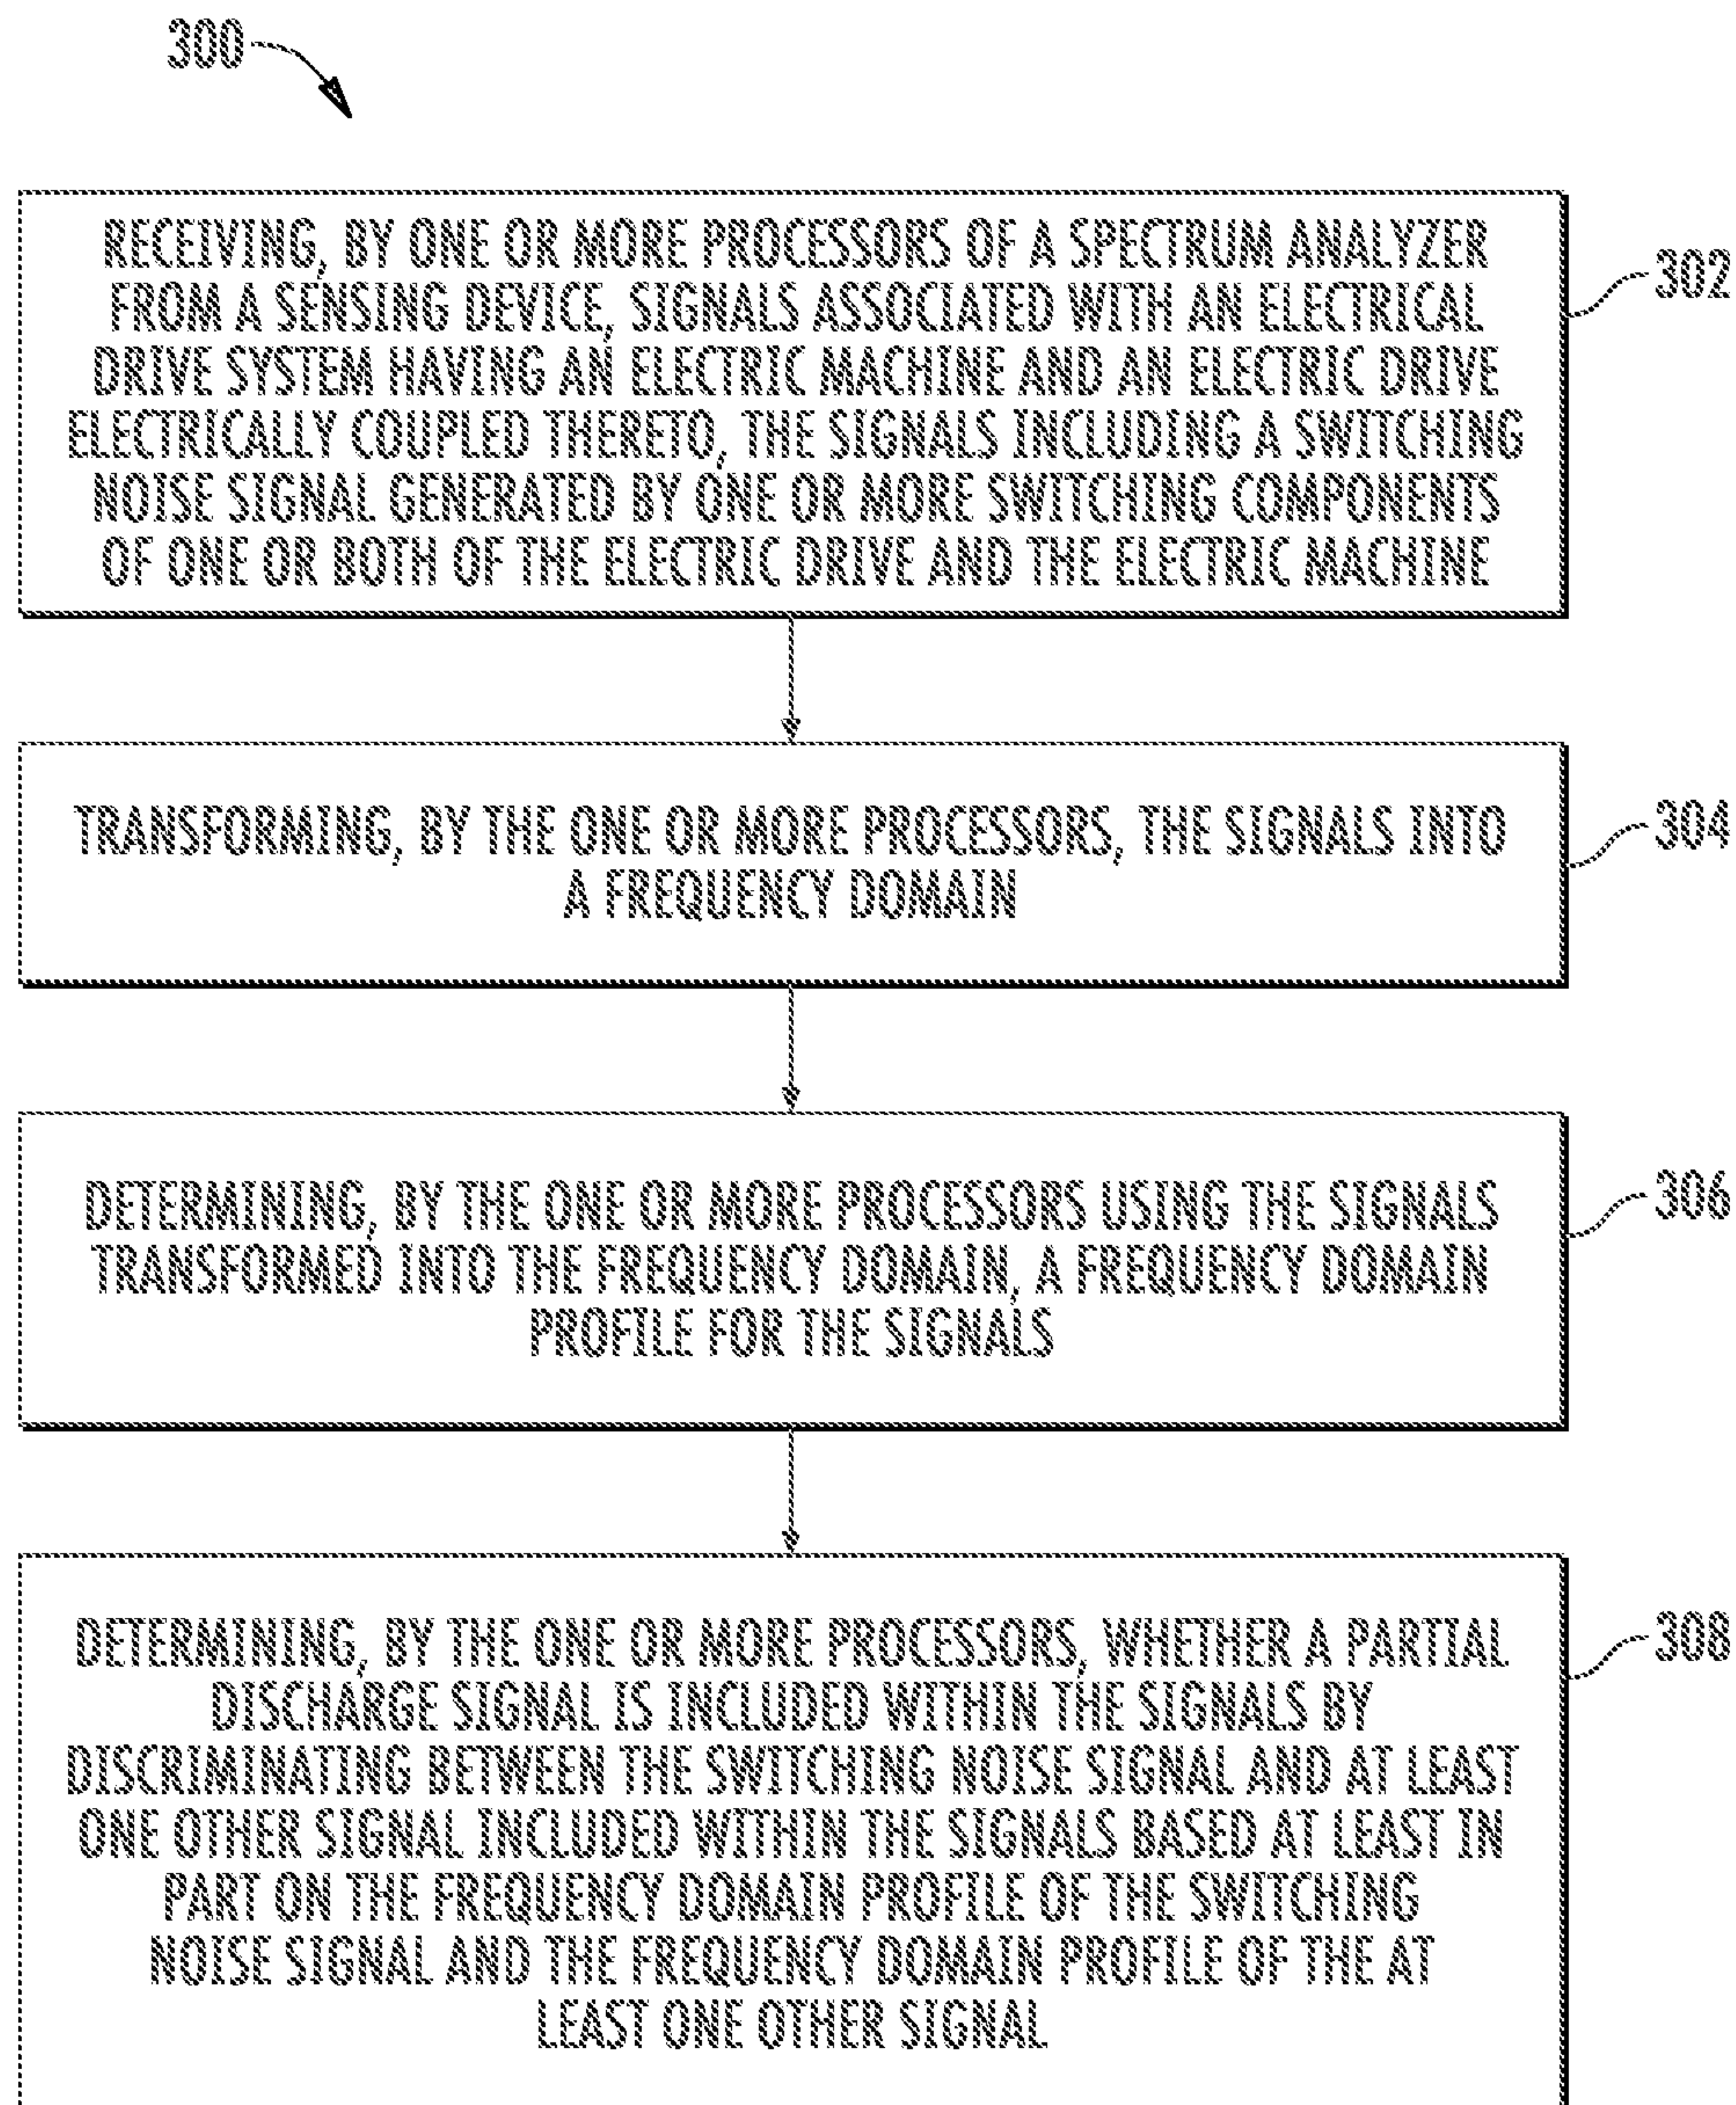 300
RECEIVING, BY ONE OR MORE PROCESSORS OF A SPECTRUM ANALYZER
FROM A SENSING DEVICE, SIGNALS ASSOCIATED WITH AN ELECTRICAL
DRIVE SYSTEM HAVING AN ELECTRIC MACHINE AND AN ELECTRIC DRIVE
ELECTRICALLY COUPLED THERETO, THE SIGNALS INCLUDING A SWITCHING
NOISE SIGNAL GENERATED BY ONE OR MORE SWITCHING COMPONENTS
OF ONE OR BOTH OF THE ELECTRIC DRIVE AND THE ELECTRIC MACHINE
302
TRANSFORMING, BY THE ONE OR MORE PROCESSORS, THE SIGNALS INTO
A FREQUENCY DOMAIN
304
DETERMINING, BY THE ONE OR MORE PROCESSORS USING THE SIGNALS
TRANSFORMED INTO THE FREQUENCY DOMAIN, A FREQUENCY DOMAIN
PROFILE FOR THE SIGNALS
306
DETERMINING, BY THE ONE OR MORE PROCESSORS, WHETHER A PARTIAL
DISCHARGE SIGNAL IS INCLUDED WITHIN THE SIGNALS BY
DISCRIMINATING BETWEEN THE SWITCHING NOISE SIGNAL AND AT LEAST
ONE OTHER SIGNAL INCLUDED WITHIN THE SIGNALS BASED AT LEAST IN
PART ON THE FREQUENCY DOMAIN PROFILE OF THE SWITCHING
NOISE SIGNAL AND THE FREQUENCY DOMAIN PROFILE OF THE AT
LEAST ONE OTHER SIGNAL
308